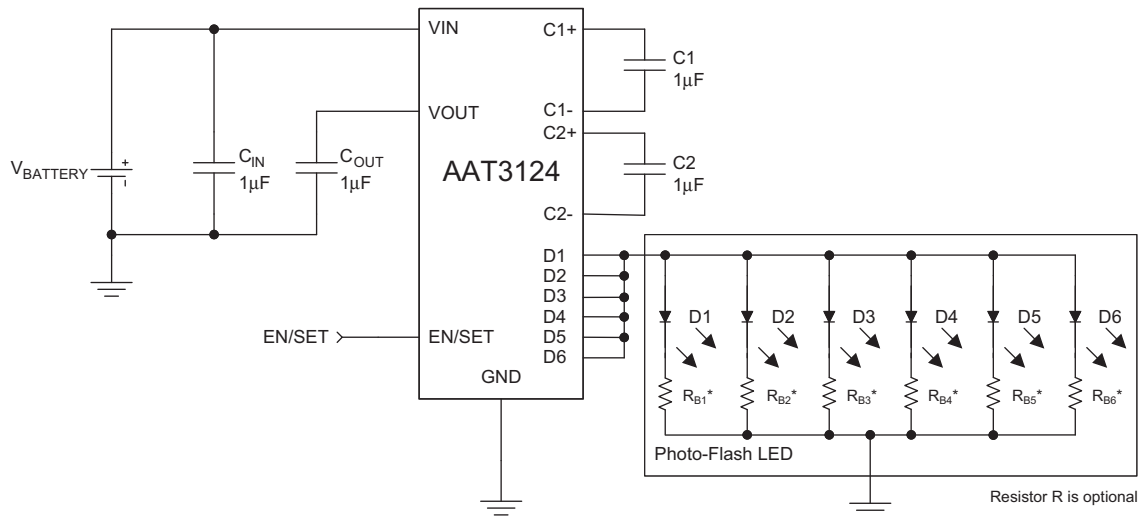 VIN
C1+
C1
1μF
C1-
VOUT
C2+
C2
1μF
C2-
VBATTERY
+
-
CIN
1μF
COUT
1μF
AAT3124
D1
D2
D3
D4
D5
D6
EN/SET
EN/SET
GND
D1 D2 D3 D4 D5 D6
RB1* RB2* RB3* RB4* RB5* RB6*
Photo-Flash LED
Resistor R is optional